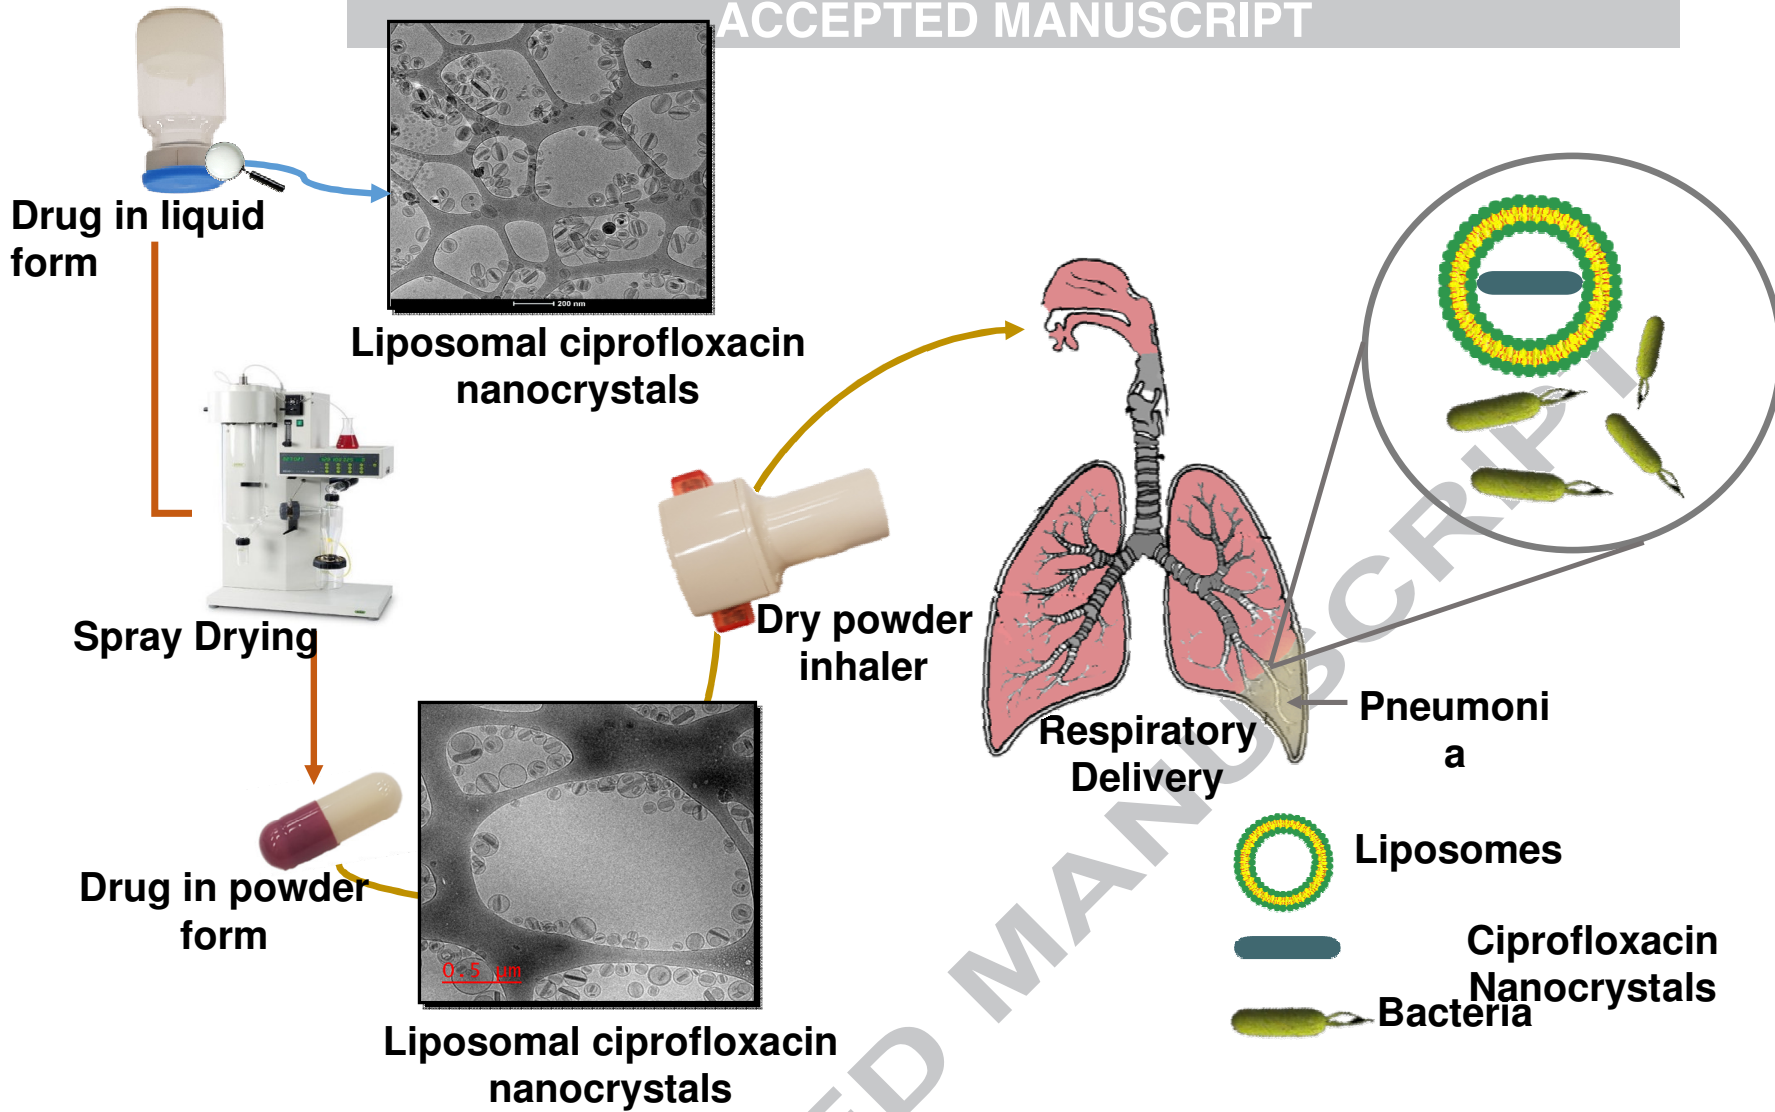 ACCEPTED MANUSCRIPT
Drug in liquid
form
200 nm
Liposomal ciprofloxacin
nanocrystals
Spray Drying
Dry powder
inhaler
Respiratory
Delivery
Pneumoni
a
Drug in powder
form
0.5 µm
Liposomal ciprofloxacin
nanocrystals
Liposomes
Ciprofloxacin
Nanocrystals
Bacteria
ED MANUSCRIPT